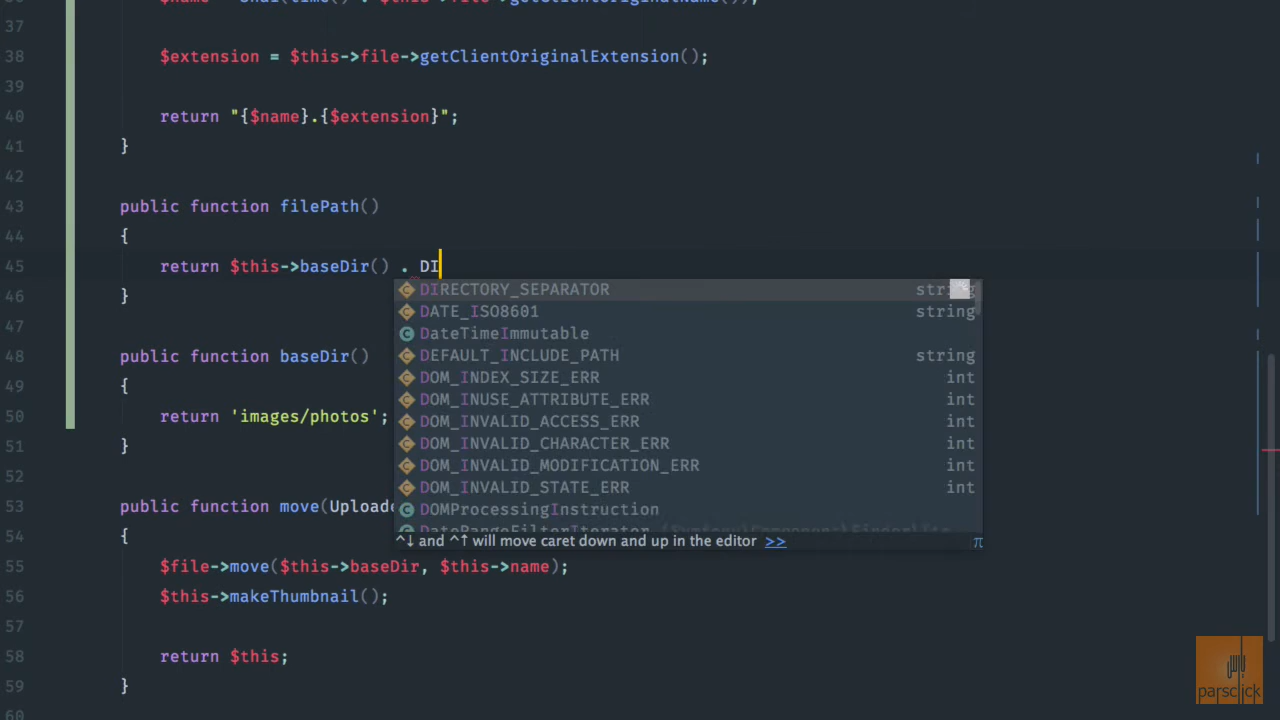 37
38 $extension = $this->file->getClientOriginalExtension();
39
40 return "{$name}.{$extension}";
41 }
42
43 public function filePath()
44 {
45 return $this->baseDir() . DI
46 }
DIRECTORY_SEPARATOR
DATE_ISO8601 string
DateTimeImmutable
DEFAULT_INCLUDE_PATH string
DOM_INDEX_SIZE_ERR int
DOM_INUSE_ATTRIBUTE_ERR int
DOM_INVALID_ACCESS_ERR int
DOM_INVALID_CHARACTER_ERR int
DOM_INVALID_MODIFICATION_ERR int
DOM_INVALID_STATE_ERR int
DOMProcessingInstruction
^↓ and ^↑ will move caret down and up in the editor >> π
47
48 public function baseDir()
49 {
50 return 'images/photos';
51 }
52
53 public function move(
54 {
55 $file->move($this->baseDir, $this->name);
56 $this->makeThumbnail();
57
58 return $this;
59 }
60
parsclick